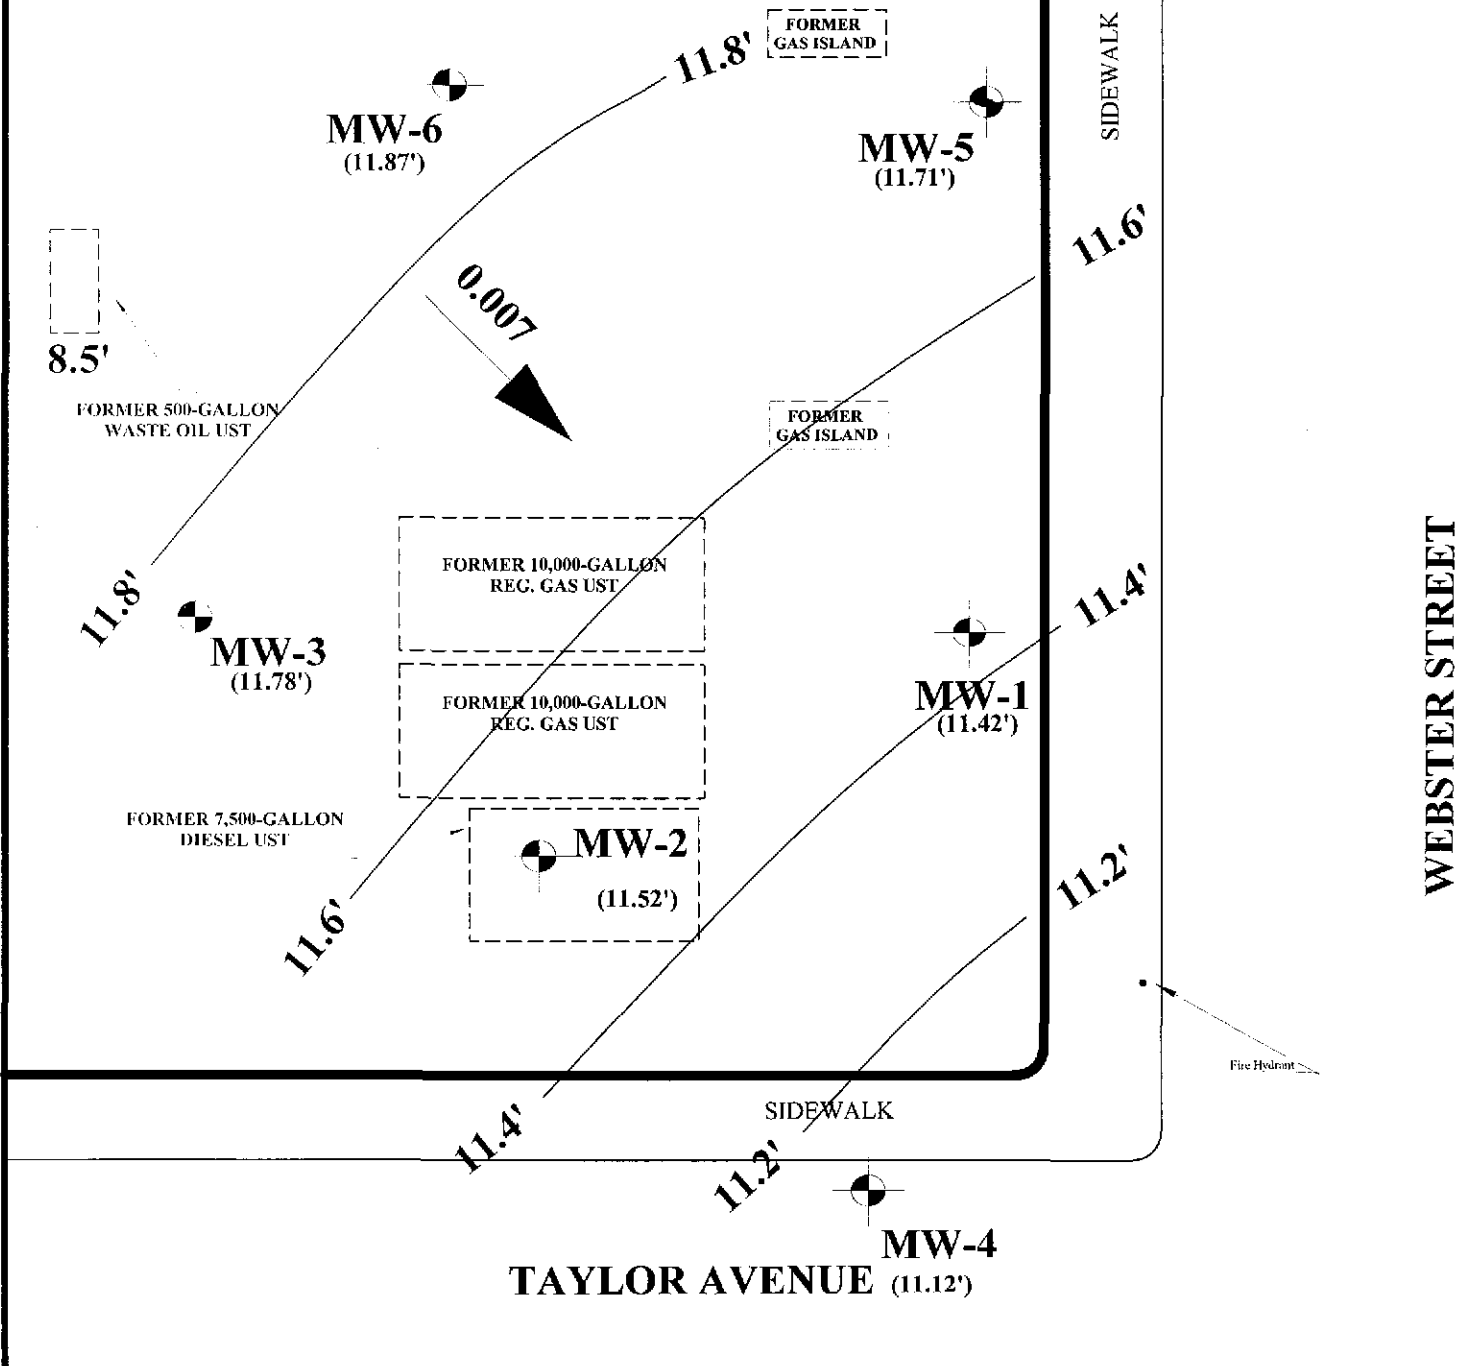 FORMER
GAS ISLAND
SIDEWALK
11.8'
MW-6
(11.87')
MW-5
(11.71')
11.6'
0.007
8.5'
FORMER 500-GALLON
WASTE OIL UST
FORMER
GAS ISLAND
FORMER 10,000-GALLON
REG. GAS UST
11.8'
MW-3
(11.78')
11.4'
MW-1
(11.42')
FORMER 10,000-GALLON
REG. GAS UST
WEBSTER STREET
FORMER 7,500-GALLON
DIESEL UST
MW-2
(11.52')
11.2'
11.6'
Fire Hydrant
SIDEWALK
11.4'
11.2'
MW-4
(11.12')
TAYLOR AVENUE